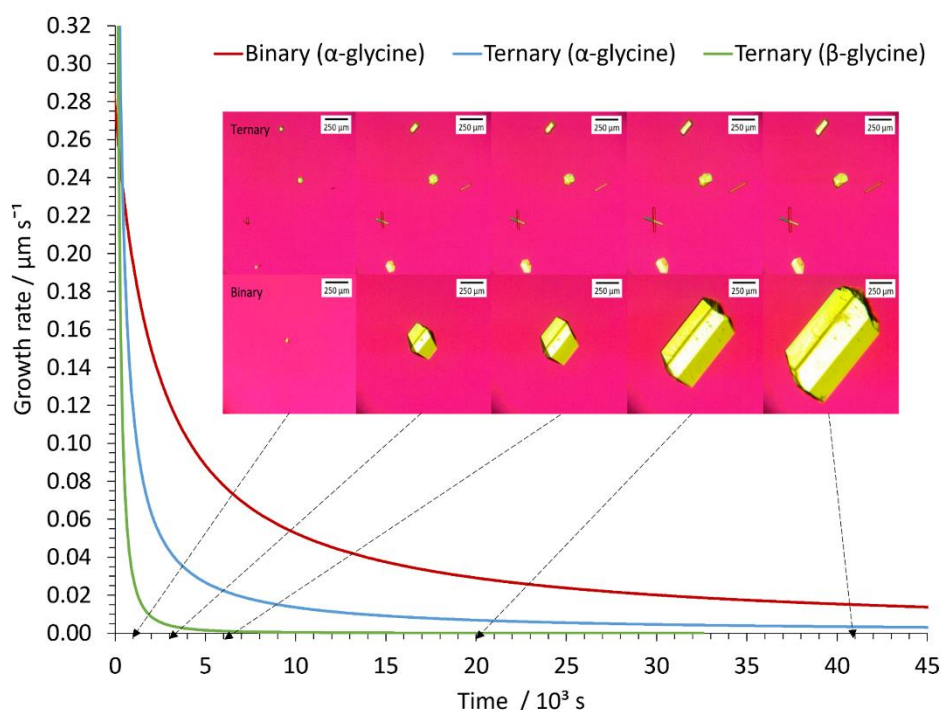 Growth rate / µm s⁻¹
0.32
0.30
0.28
0.26
0.24
0.22
0.20
0.18
0.16
0.14
0.12
0.10
0.08
0.06
0.04
0.02
0.00
Binary (α-glycine) Ternary (α-glycine) Ternary (β-glycine)
Ternary
250 µm 250 µm 250 µm 250 µm 250 µm
Binary
250 µm 250 µm 250 µm 250 µm 250 µm
0 5 10 15 20 25 30 35 40 45
Time / 10³ s